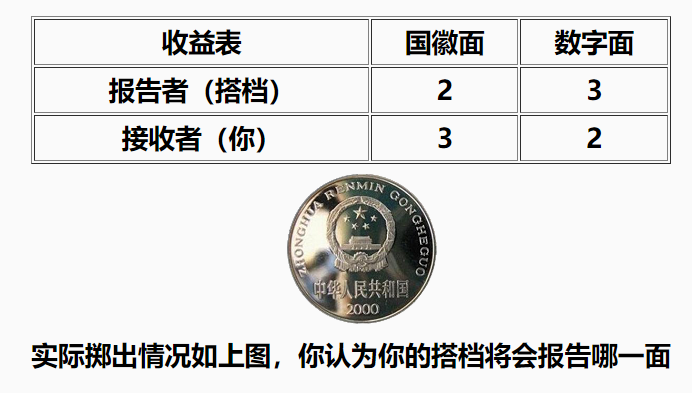 收益表 国徽面 数字面
报告者（搭档） 2 3
接收者（你） 3 2
ZHONGHUA RENMIN GONGHEGUO
中华人民共和国
2000
实际掷出情况如上图，你认为你的搭档将会报告哪一面